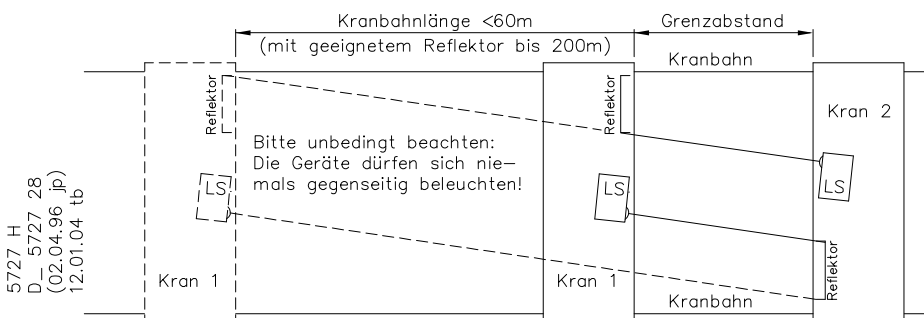 Kranbahnlänge <60m
(mit geeignetem Reflektor bis 200m)
Grenzabstand
Kranbahn
Reflektor
Reflektor
Kran 2
Bitte unbedingt beachten:
Die Geräte dürfen sich nie–
mals gegenseitig beleuchten!
LS
LS
LS
Reflektor
Kran 1
Kran 1
Kranbahn
5727 H
D_ 5727 28
(02.04.96 jp)
12.01.04 tb